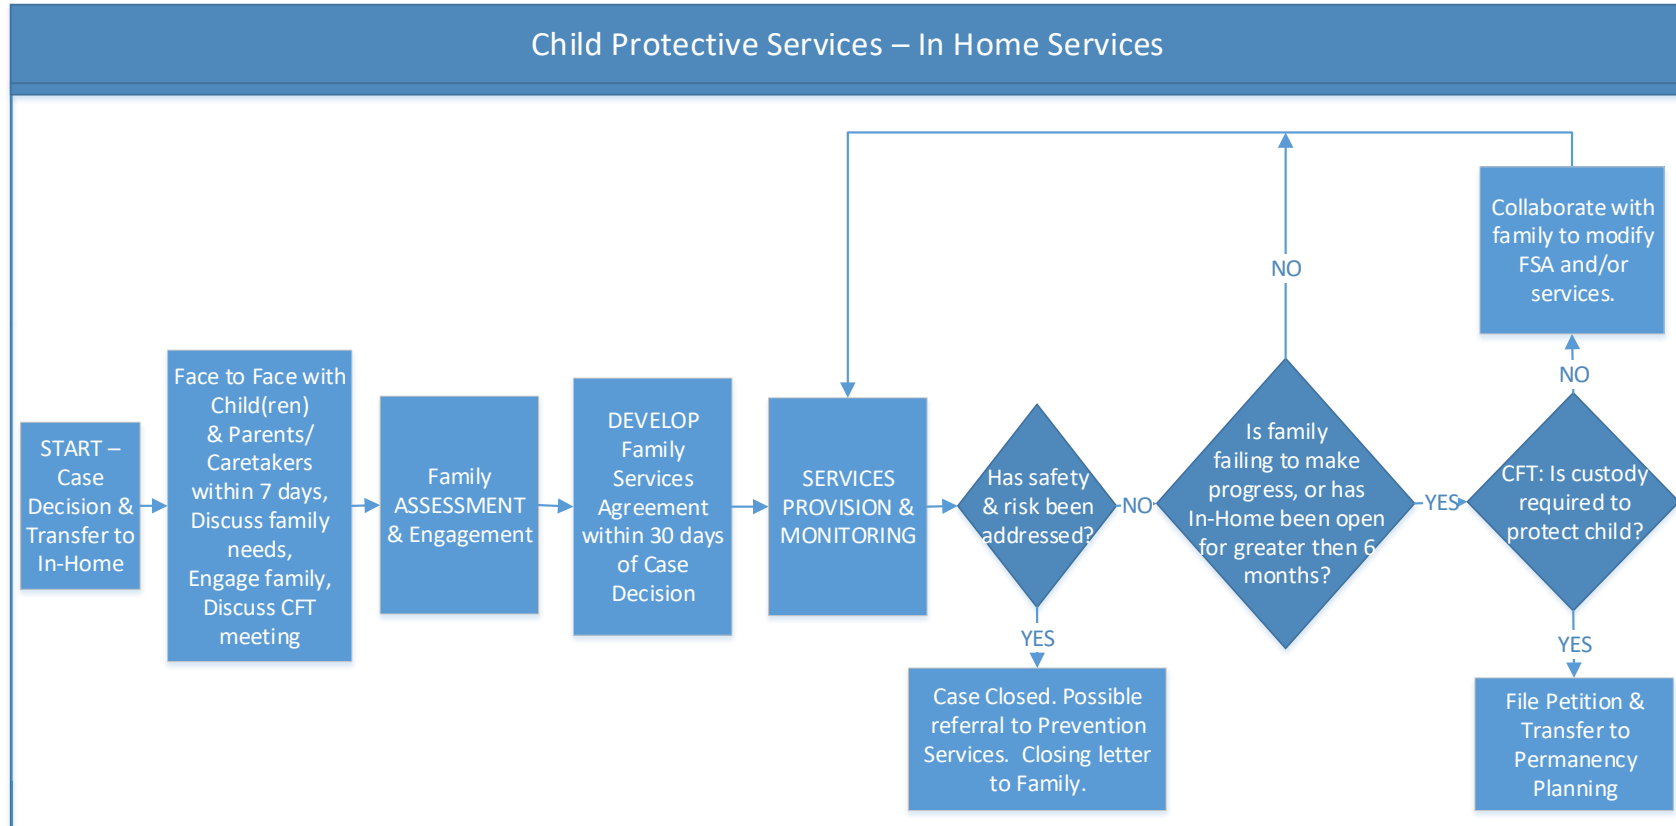 Child Protective Services – In Home Services
START –
Case
Decision &
Transfer to
In-Home
Face to Face with
Child(ren)
& Parents/
Caretakers
within 7 days,
Discuss family
needs,
Engage family,
Discuss CFT
meeting
Family
ASSESSMENT
& Engagement
DEVELOP
Family
Services
Agreement
within 30 days
of Case
Decision
SERVICES
PROVISION &
MONITORING
Has safety
& risk been
addressed?
NO
YES
Case Closed. Possible
referral to Prevention
Services.  Closing letter
to Family.
Is family
failing to make
progress, or has
In-Home been open
for greater then 6
months?
NO
YES
CFT: Is custody
required to
protect child?
NO
Collaborate with
family to modify
FSA and/or
services.
YES
File Petition &
Transfer to
Permanency
Planning